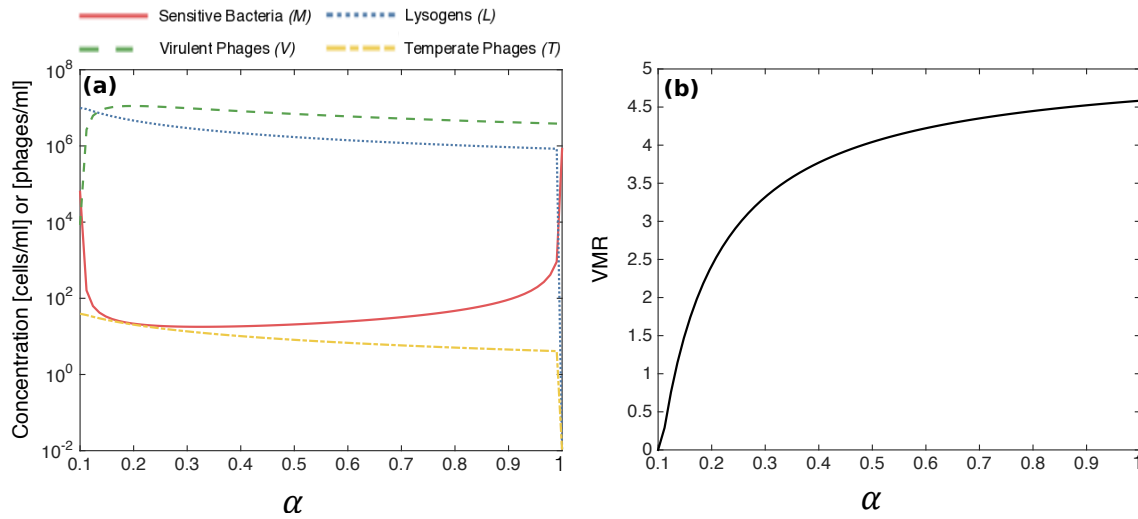 Sensitive Bacteria (M) Lysogens (L)
Virulent Phages (V) Temperate Phages (T)
(a)
Concentration [cells/ml] or [phages/ml]
10^8
10^6
10^4
10^2
10^0
10^-2
0.1 0.2 0.3 0.4 0.5 0.6 0.7 0.8 0.9 1
α
(b)
VMR
5
4.5
4
3.5
3
2.5
2
1.5
1
0.5
0
0.1 0.2 0.3 0.4 0.5 0.6 0.7 0.8 0.9 1
α